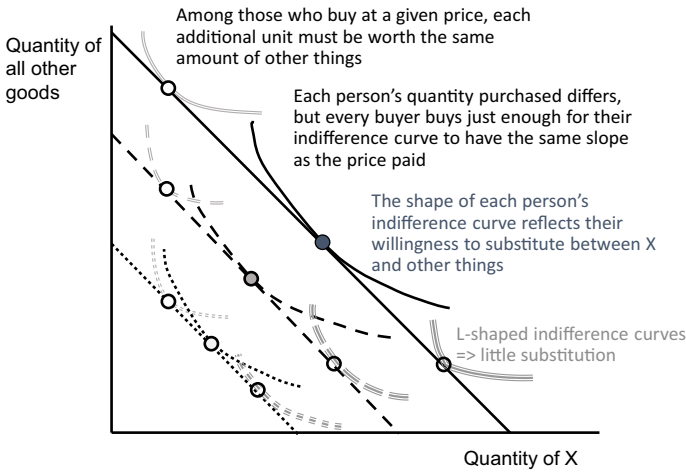 Quantity of
all other
goods
Among those who buy at a given price, each
additional unit must be worth the same
amount of other things
Each person’s quantity purchased differs,
but every buyer buys just enough for their
indifference curve to have the same slope
as the price paid
The shape of each person’s
indifference curve reflects their
willingness to substitute between X
and other things
L-shaped indifference curves
=> little substitution
Quantity of X